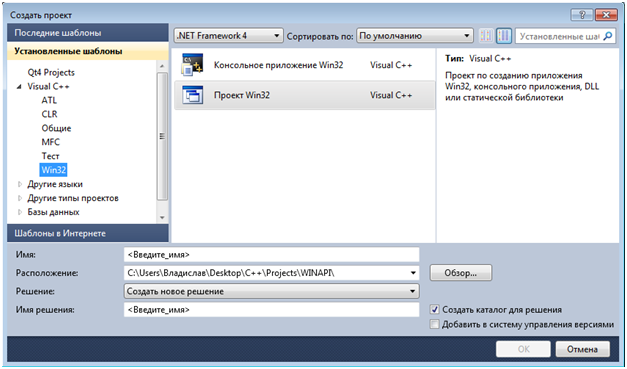 Создать проект
Последние шаблоны
Установленные шаблоны
Qt4 Projects
Visual C++
ATL
CLR
Общие
MFC
Тест
Win32
Другие языки
Другие типы проектов
Базы данных
Шаблоны в Интернете
.NET Framework 4 Сортировать по: По умолчанию Установленные шаб
Консольное приложение Win32 Visual C++
Проект Win32 Visual C++
Тип: Visual C++
Проект по созданию приложения
Win32, консольного приложения, DLL
или статической библиотеки
Имя: <Введите_имя>
Расположение: C:\Users\Владислав\Desktop\C++\Projects\WINAPI\ Обзор...
Решение: Создать новое решение
Имя решения: <Введите_имя>
Создать каталог для решения
Добавить в систему управления версиями
OK Отмена